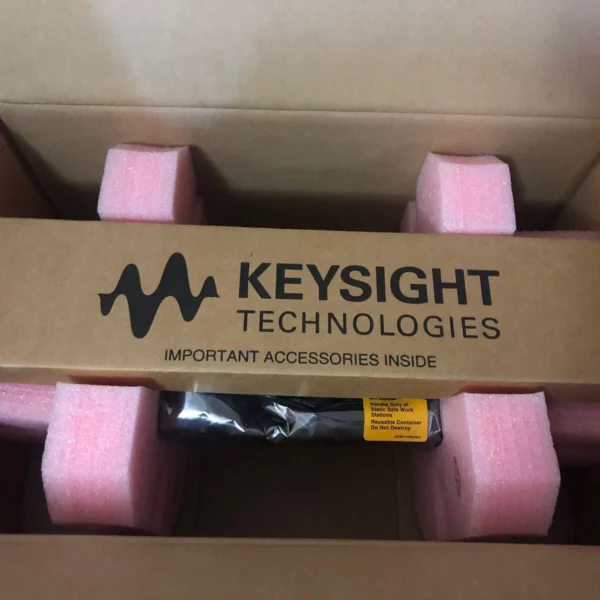 KEYSIGHT
TECHNOLOGIES
IMPORTANT ACCESSORIES INSIDE
Handle Only At
Static Safe Work
Stations
Reusable Container
Do Not Destroy